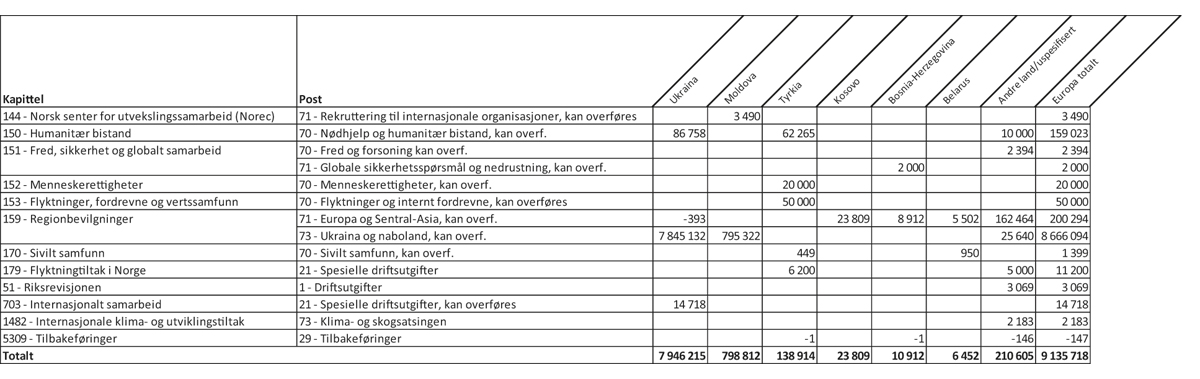 Kapittel Post Ukraina Moldova Tyrkia Kosovo Bosnia-Herzegovina Belarus Andre land/uspesifisert Europa totalt
144 - Norsk senter for utvekslingssamarbeid (Norec) 71 - Rekruttering til internasjonale organisasjoner, kan overføres 3 490 3 490
150 - Humanitær bistand 70 - Nødhjelp og humanitær bistand, kan overf. 86 758 62 265 10 000 159 023
151 - Fred, sikkerhet og globalt samarbeid 70 - Fred og forsoning kan overf. 2 394 2 394
71 - Globale sikkerhetsspørsmål og nedrustning, kan overf. 2 000 2 000
152 - Menneskerettigheter 70 - Menneskerettigheter, kan overf. 20 000 20 000
153 - Flyktninger, fordrevne og vertssamfunn 70 - Flyktninger og internt fordrevne, kan overføres 50 000 50 000
159 - Regionbevilgninger 71 - Europa og Sentral-Asia, kan overf. -393 23 809 8 912 5 502 162 464 200 294
73 - Ukraina og naboland, kan overf. 7 845 132 795 322 25 640 8 666 094
170 - Sivilt samfunn 70 - Sivilt samfunn, kan overf. 449 950 1 399
179 - Flyktningtiltak i Norge 21 - Spesielle driftsutgifter 6 200 5 000 11 200
51 - Riksrevisjonen 1 - Driftsutgifter 3 069 3 069
703 - Internasjonalt samarbeid 21 - Spesielle driftsutgifter, kan overføres 14 718 14 718
1482 - Internasjonale klima- og utviklingstiltak 73 - Klima- og skogsatsingen 2 183 2 183
5309 - Tilbakeføringer 29 - Tilbakeføringer -1 -1 -146 -147
Totalt 7 946 215 798 812 138 914 23 809 10 912 6 452 210 605 9 135 718